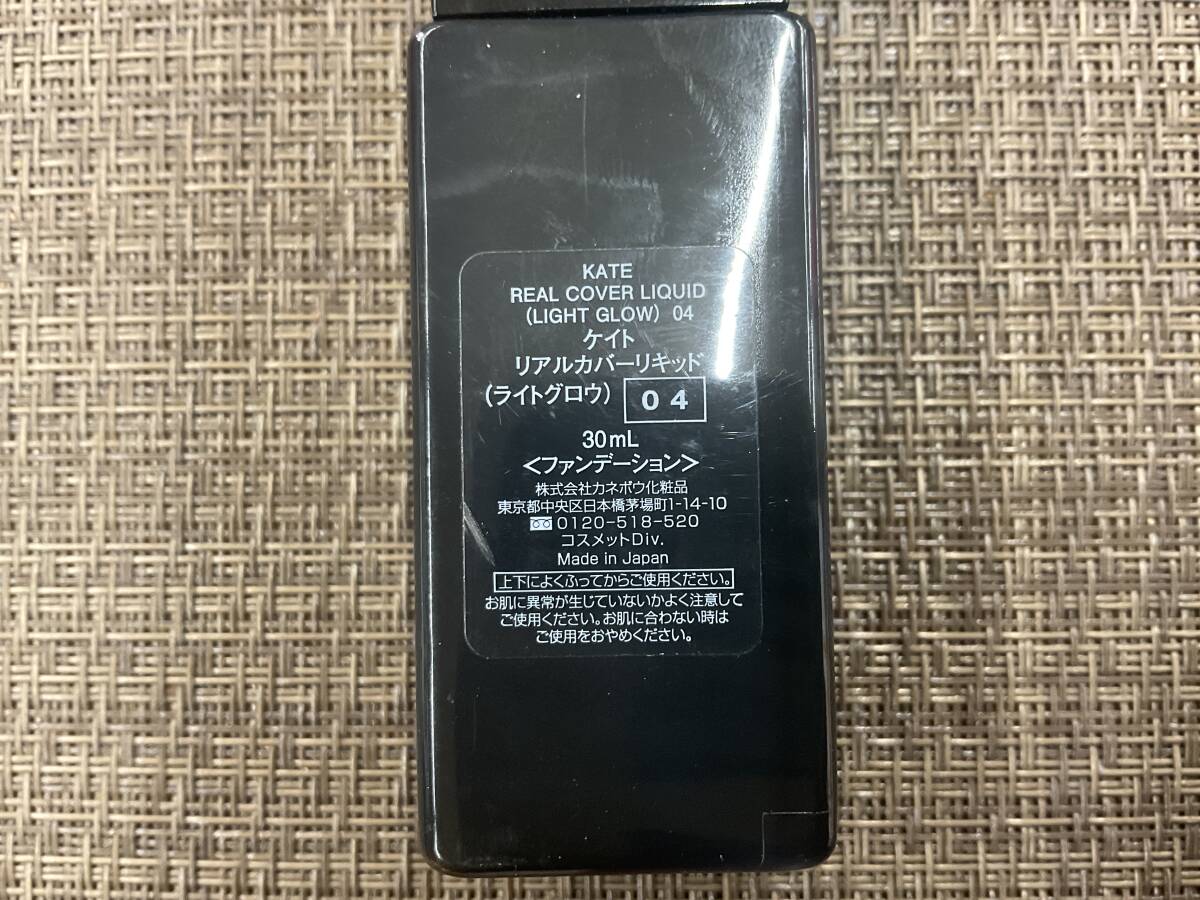 KATE
REAL COVER LIQUID
(LIGHT GLOW) 04
ケイト
リアルカバーリキッド
(ライトグロウ) 04
30mL
<ファンデーション>
株式会社カネボウ化粧品
東京都中央区日本橋茅場町1-14-10
0120-518-520
コスメットDiv.
Made in Japan
上下によくふってからご使用ください。
お肌に異常が生じていないかよく注意して
ご使用ください。お肌に合わない時は
ご使用をおやめください。